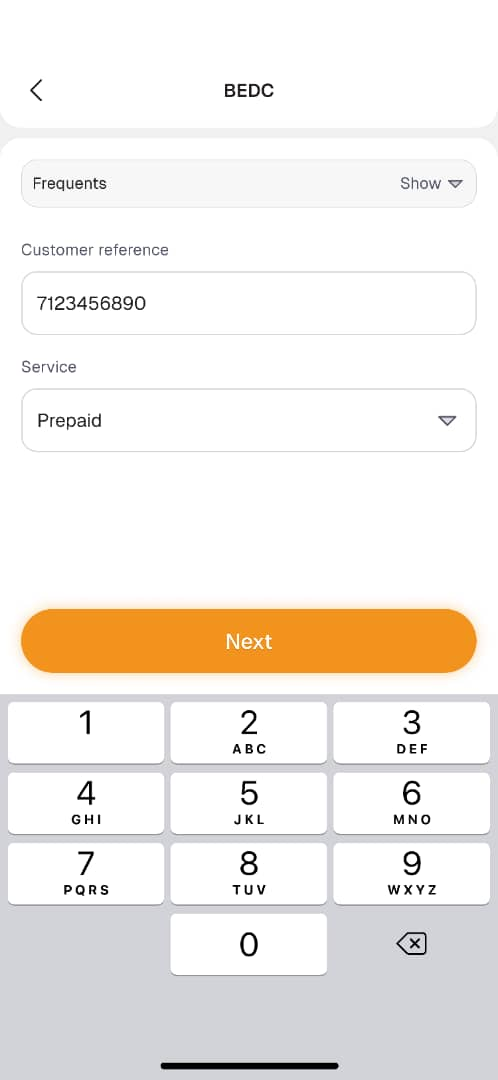 BEDC
Frequents Show
Customer reference
7123456890
Service
Prepaid
Next
1 2 3
ABC DEF
4 5 6
GHI JKL MNO
7 8 9
PQRS TUV WXYZ
0